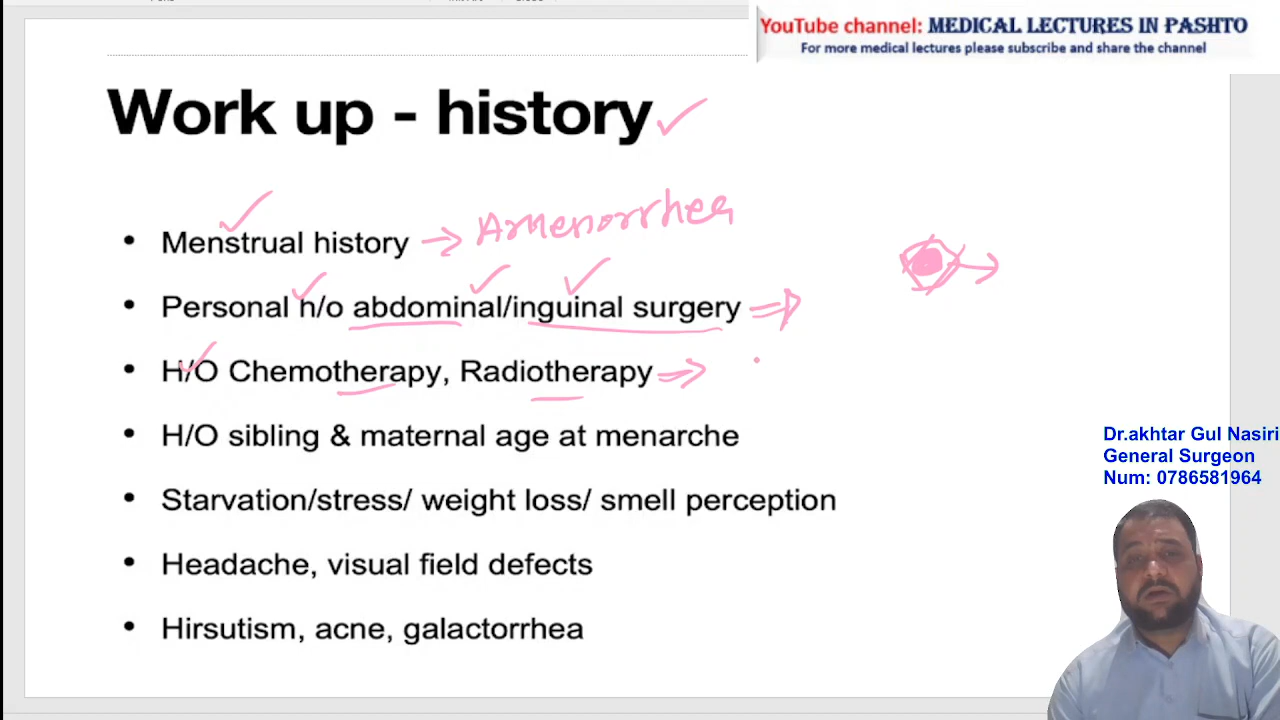 YouTube channel: MEDICAL LECTURES IN PASHTO
For more medical lectures please subscribe and share the channel
Work up - history
• Menstrual history → Amenorrhea
• Personal h/o abdominal/inguinal surgery
• H/O Chemotherapy, Radiotherapy
• H/O sibling & maternal age at menarche
• Starvation/stress/ weight loss/ smell perception
• Headache, visual field defects
• Hirsutism, acne, galactorrhea
Dr.akhtar Gul Nasiri
General Surgeon
Num: 0786581964